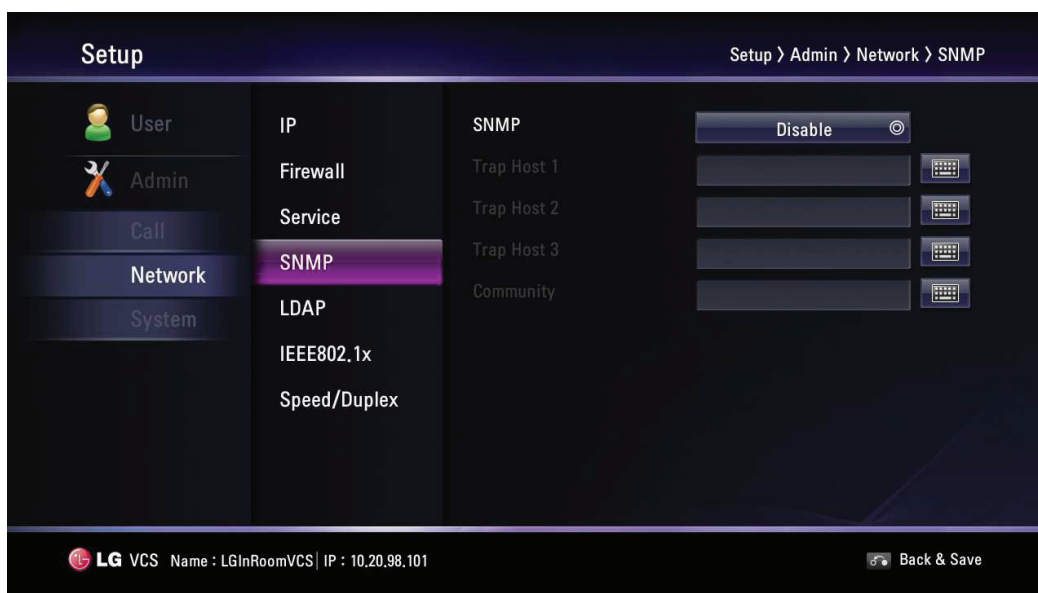 Setup
Setup > Admin > Network > SNMP
User
Admin
Call
Network
System
IP
Firewall
Service
SNMP
LDAP
IEEE802.1x
Speed/Duplex
SNMP Disable
Trap Host 1
Trap Host 2
Trap Host 3
Community
LG VCS Name : LGInRoomVCS| IP : 10.20.98.101
Back & Save